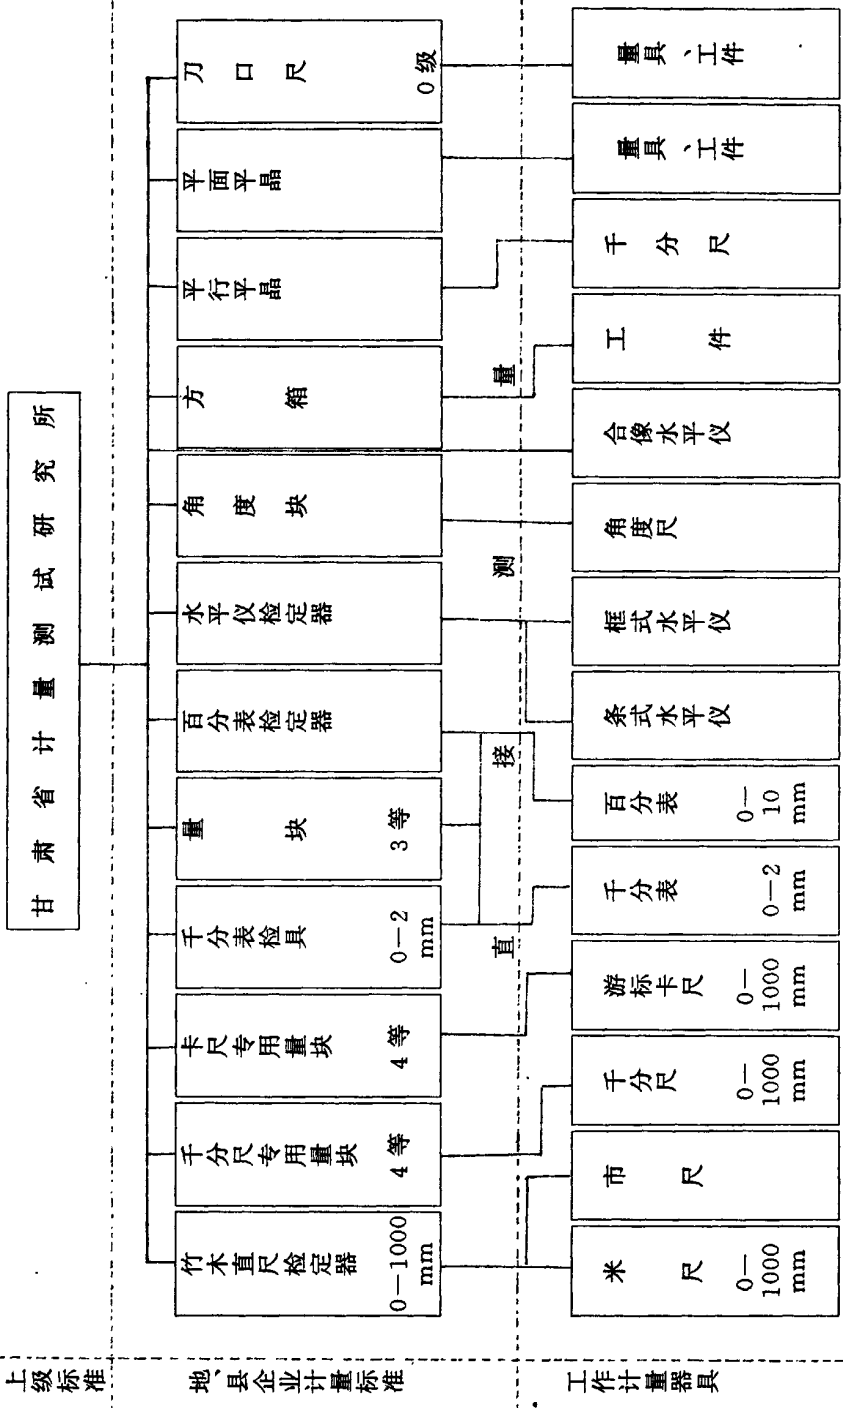 上级标准
甘肃省计量测试研究所
地、县企业计量标准
竹木直尺检定器
0—1000
mm
千分尺专用量块
4等
卡尺专用量块
4等
千分表检具
0—2
mm
量块
3等
百分表检定器
水平仪检定器
角度块
方箱
平行平晶
平面平晶
刀口尺
0级
直接测量
工作计量器具
米尺
0—
1000
mm
市尺
千分尺
0—
1000
mm
游标卡尺
0—
1000
mm
千分表
0—2
mm
百分表
0—
10
mm
条式水平仪
框式水平仪
角度尺
合像水平仪
工件
千分尺
量具、工件
量具、工件